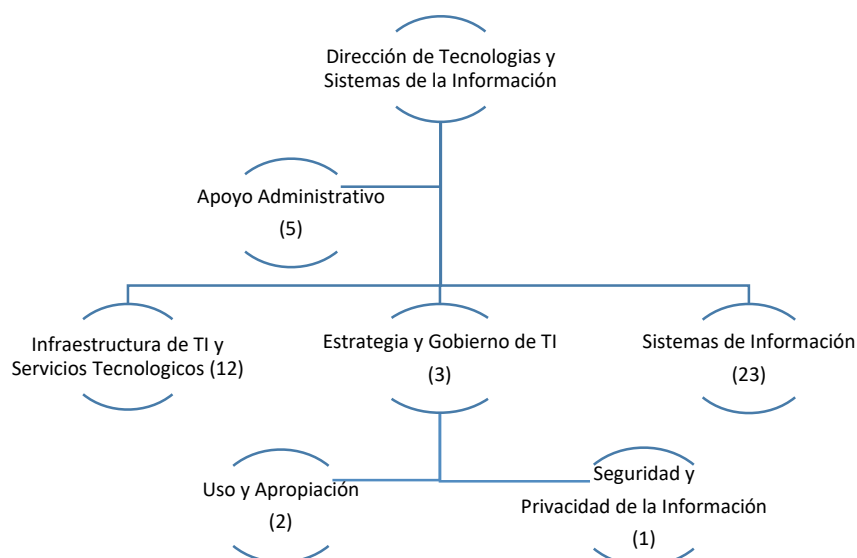 Dirección de Tecnologias y
Sistemas de la Información
Apoyo Administrativo
(5)
Infraestructura de TI y
Servicios Tecnologicos (12)
Estrategia y Gobierno de TI
(3)
Sistemas de Información
(23)
Uso y Apropiación
(2)
Seguridad y
Privacidad de la Información
(1)